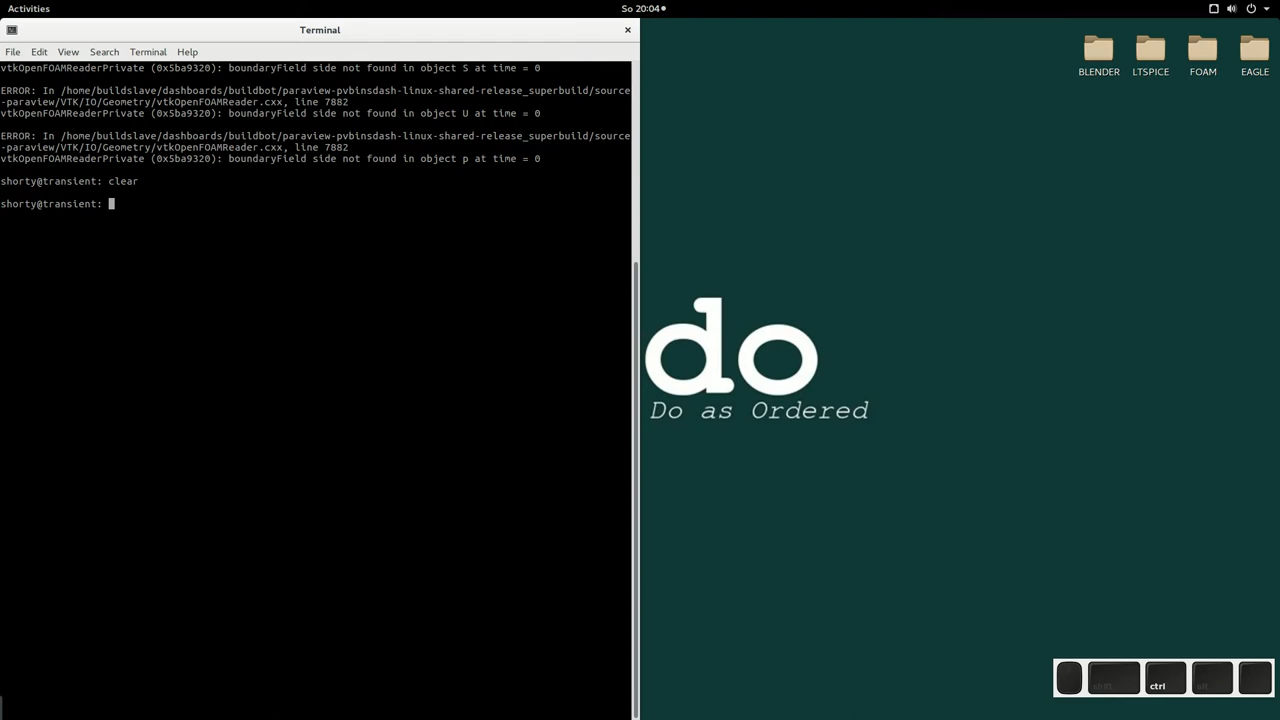 Activities
So 20:04
Terminal
File Edit View Search Terminal Help
vtkOpenFOAMReaderPrivate (0x5ba9320): boundaryField side not found in object S at time = 0
ERROR: In /home/buildslave/dashboards/buildbot/paraview-pvbinsdash-linux-shared-release_superbuild/source
-paraview/VTK/IO/Geometry/vtkOpenFOAMReader.cxx, line 7882
vtkOpenFOAMReaderPrivate (0x5ba9320): boundaryField side not found in object U at time = 0
ERROR: In /home/buildslave/dashboards/buildbot/paraview-pvbinsdash-linux-shared-release_superbuild/source
-paraview/VTK/IO/Geometry/vtkOpenFOAMReader.cxx, line 7882
vtkOpenFOAMReaderPrivate (0x5ba9320): boundaryField side not found in object p at time = 0
shorty@transient: clear
shorty@transient:
BLENDER LTSPICE FOAM EAGLE
do
Do as Ordered
shift ctrl alt